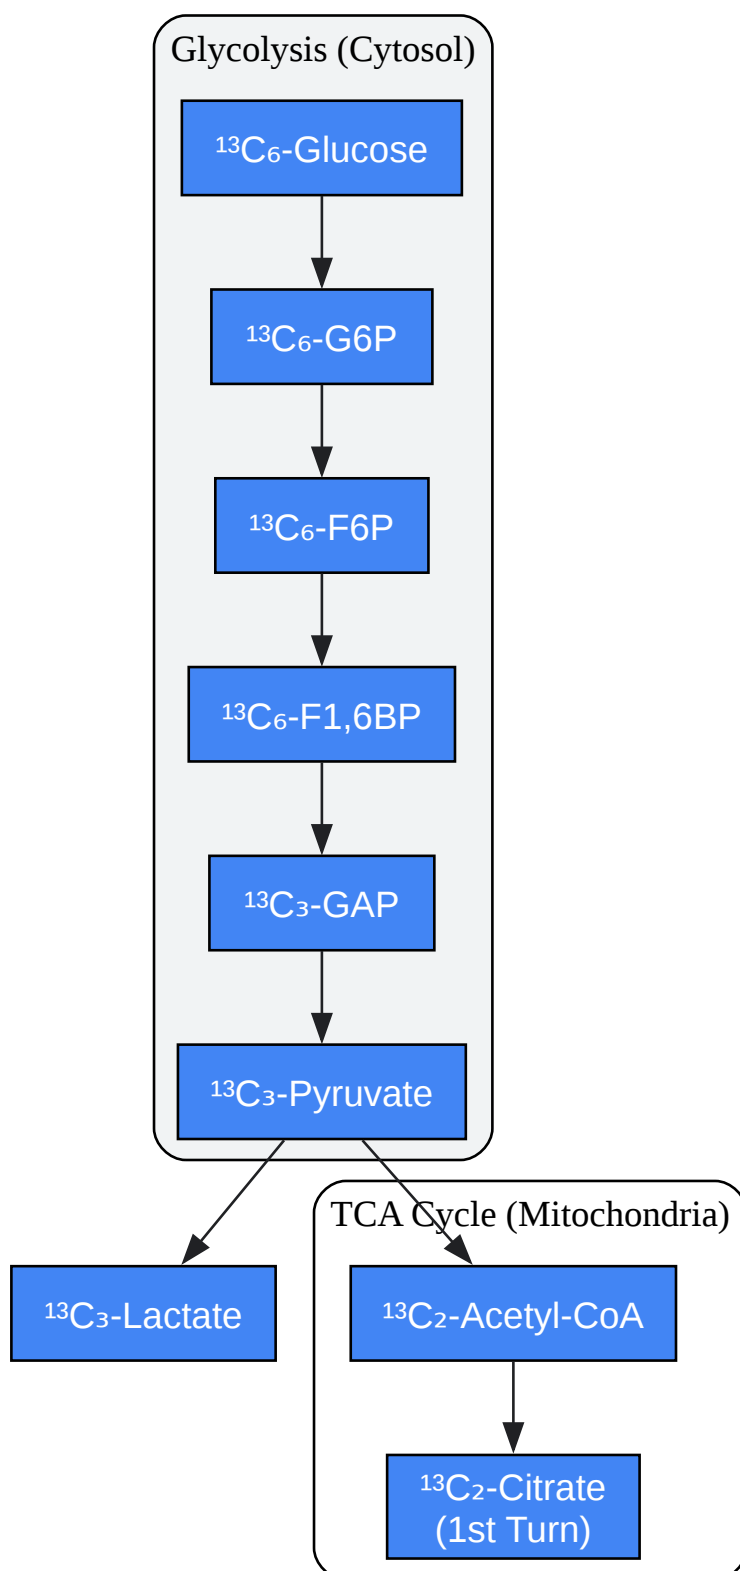 Glycolysis (Cytosol)
¹³C₆-Glucose
¹³C₆-G6P
¹³C₆-F6P
¹³C₆-F1,6BP
¹³C₃-GAP
¹³C₃-Pyruvate
TCA Cycle (Mitochondria)
¹³C₃-Lactate
¹³C₂-Acetyl-CoA
¹³C₂-Citrate
(1st Turn)